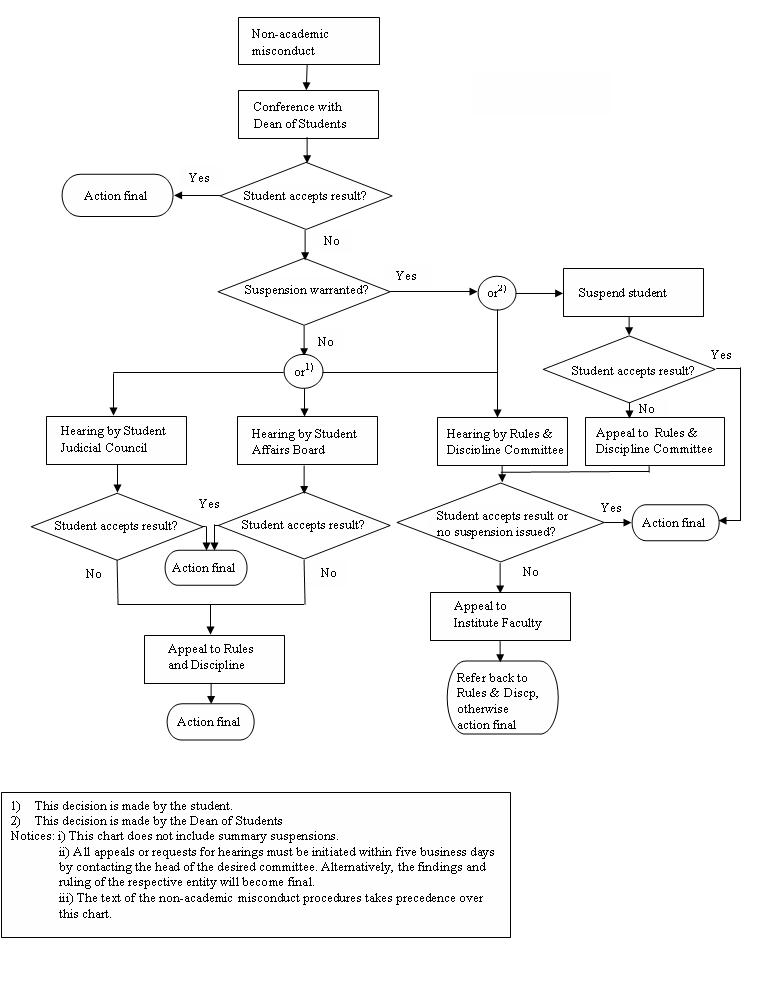 Non-academic
misconduct
Conference with
Dean of Students
Student accepts result?
Yes
Action final
No
Suspension warranted?
Yes
or2)
Suspend student
No
or1)
Student accepts result?
Yes
No
Hearing by Student
Judicial Council
Hearing by Student
Affairs Board
Hearing by Rules &
Discipline Committee
Appeal to Rules &
Discipline Committee
Student accepts result?
Yes
Student accepts result?
Student accepts result or
no suspension issued?
Yes
Action final
Action final
No
No
No
Appeal to
Institute Faculty
Appeal to Rules
and Discipline
Refer back to
Rules & Discp,
otherwise
action final
Action final
1) This decision is made by the student.
2) This decision is made by the Dean of Students
Notices: i) This chart does not include summary suspensions.
ii) All appeals or requests for hearings must be initiated within five business days
by contacting the head of the desired committee. Alternatively, the findings and
ruling of the respective entity will become final.
iii) The text of the non-academic misconduct procedures takes precedence over
this chart.